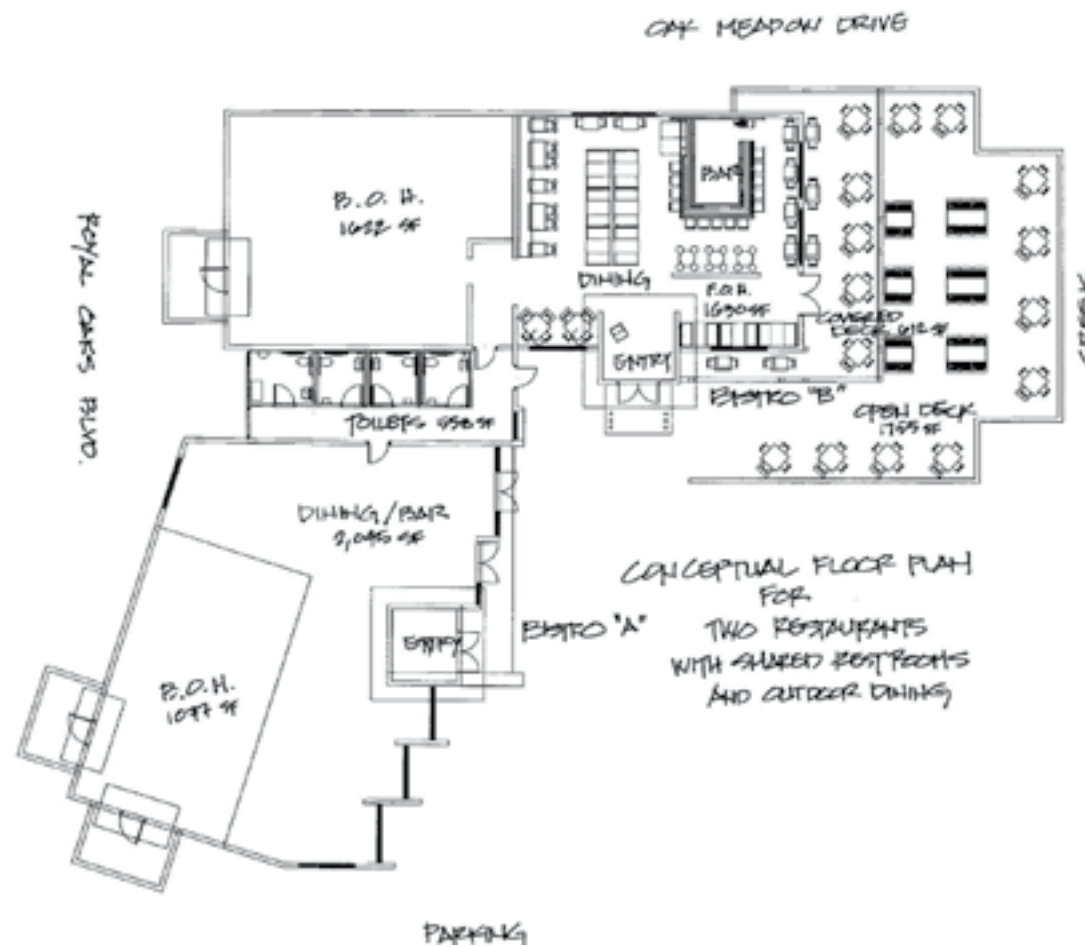 OAK MEADOW DRIVE
ROYAL OAKS BLVD.
B.O.H.
1622 SF
DINING
BAR
F.O.H.
1690 SF
COVERED
DECK 612 SF
ENTRY
BISTRO "B"
OPEN DECK
1755 SF
TOILETS 558 SF
DINING/BAR
2,045 SF
ENTRY
BISTRO "A"
B.O.H.
1097 SF
CONCEPTUAL FLOOR PLAN
FOR
TWO RESTAURANTS
WITH SHARED RESTROOMS
AND OUTDOOR DINING
PARKING